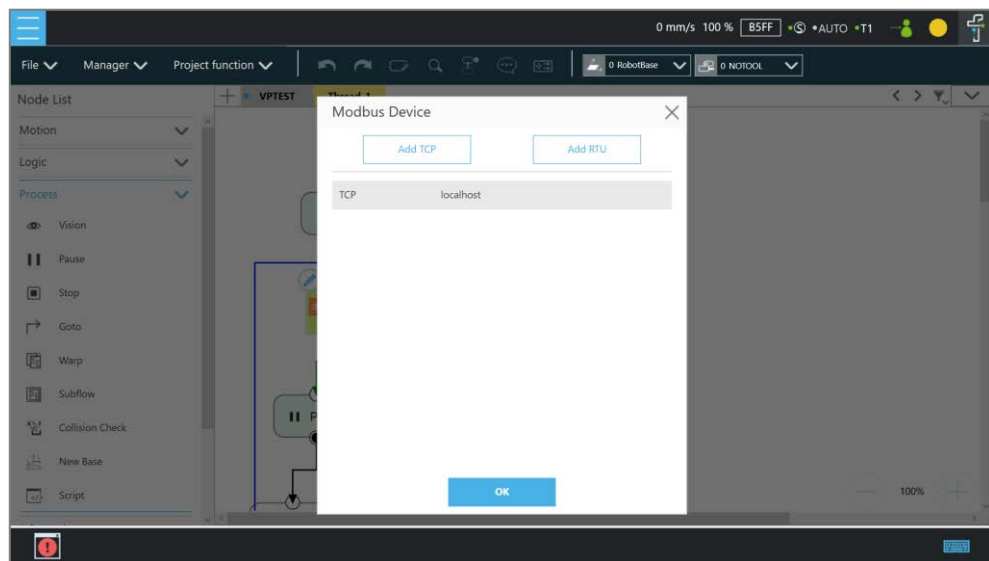 0 mm/s 100 % B5FF •Ⓢ •AUTO •T1
File Manager Project function 0 RobotBase 0 NOTOOL
Node List
VPTEST Thread_1
Motion
Logic
Process
Vision
Pause
Stop
Goto
Warp
Subflow
Collision Check
New Base
Script
Modbus Device
Add TCP Add RTU
TCP localhost
P
OK
100%